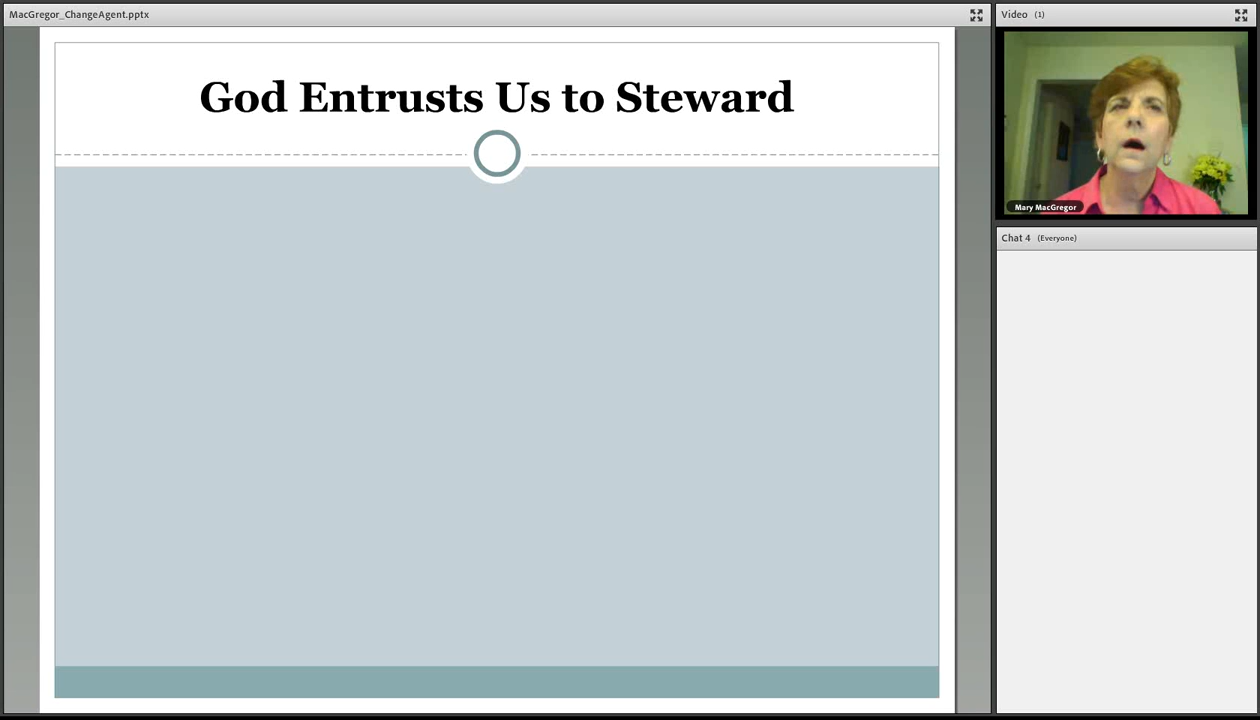 MacGregor_ChangeAgent.pptx
God Entrusts Us to Steward
Video (1)
Mary MacGregor
Chat 4 (Everyone)